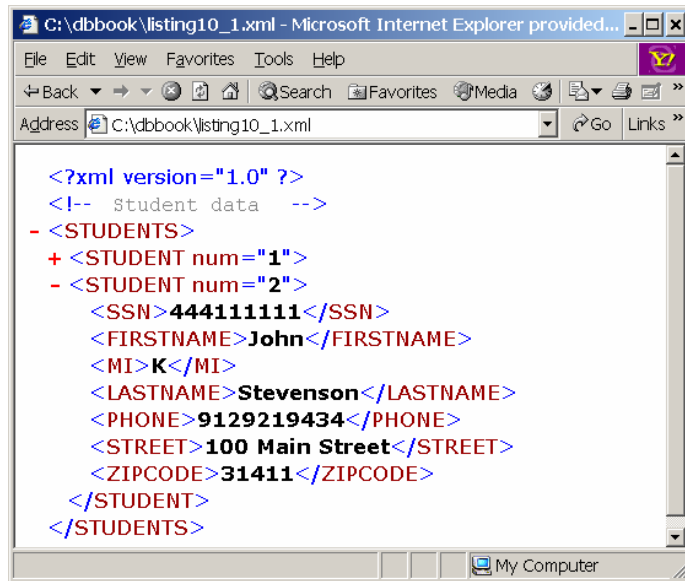 C:\dbbook\listing10_1.xml - Microsoft Internet Explorer provided...
File Edit View Favorites Tools Help
Back Search Favorites Media »
Address C:\dbbook\listing10_1.xml Go Links »
<?xml version="1.0" ?>
<!-- Student data -->
- <STUDENTS>
+ <STUDENT num="1">
- <STUDENT num="2">
<SSN>444111111</SSN>
<FIRSTNAME>John</FIRSTNAME>
<MI>K</MI>
<LASTNAME>Stevenson</LASTNAME>
<PHONE>9129219434</PHONE>
<STREET>100 Main Street</STREET>
<ZIPCODE>31411</ZIPCODE>
</STUDENT>
</STUDENTS>
My Computer